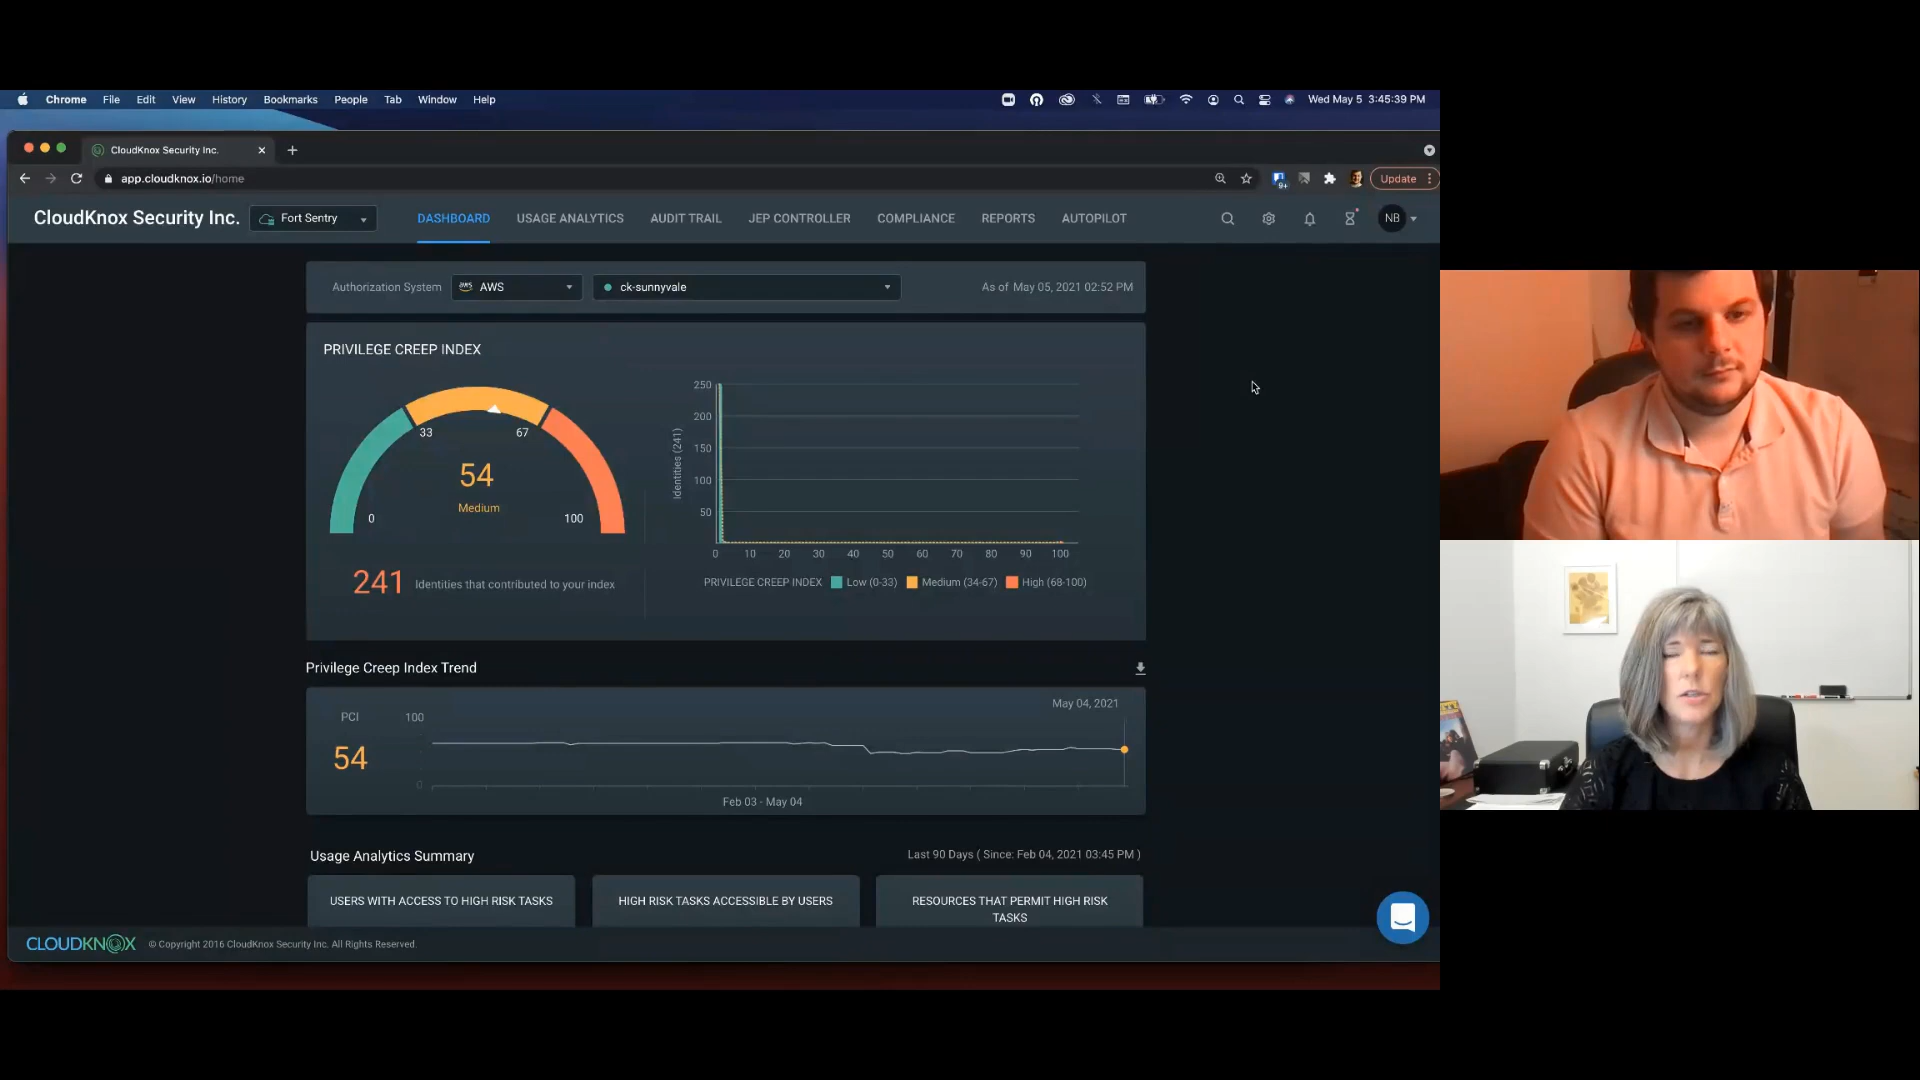 Chrome File Edit View History Bookmarks People Tab Window Help
Wed May 5 3:45:39 PM
CloudKnox Security Inc.
app.cloudknox.io/home
9+
Update
CloudKnox Security Inc.
Fort Sentry
DASHBOARD USAGE ANALYTICS AUDIT TRAIL JEP CONTROLLER COMPLIANCE REPORTS AUTOPILOT
NB
Authorization System
aws AWS
ck-sunnyvale
As of May 05, 2021 02:52 PM
PRIVILEGE CREEP INDEX
33
67
54
Medium
0
100
241 Identities that contributed to your index
Identities (241)
250
200
150
100
50
0 10 20 30 40 50 60 70 80 90 100
PRIVILEGE CREEP INDEX Low (0-33) Medium (34-67) High (68-100)
Privilege Creep Index Trend
May 04, 2021
PCI
54
100
0
Feb 03 - May 04
Usage Analytics Summary
Last 90 Days ( Since: Feb 04, 2021 03:45 PM )
USERS WITH ACCESS TO HIGH RISK TASKS
HIGH RISK TASKS ACCESSIBLE BY USERS
RESOURCES THAT PERMIT HIGH RISK
TASKS
CLOUDKNOX
© Copyright 2016 CloudKnox Security Inc. All Rights Reserved.